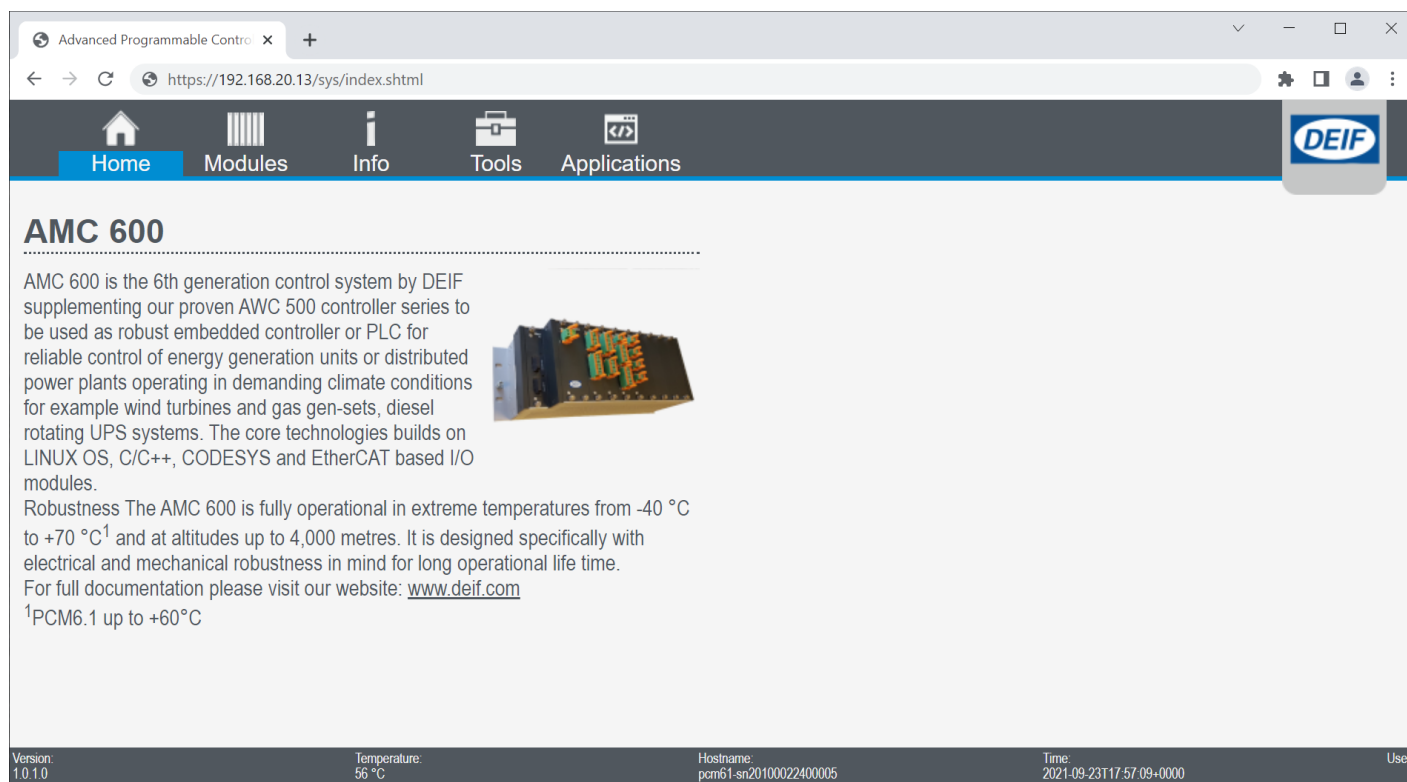 Advanced Programmable Contro
https://192.168.20.13/sys/index.shtml
Home Modules Info Tools Applications
DEIF
AMC 600
AMC 600 is the 6th generation control system by DEIF
supplementing our proven AWC 500 controller series to
be used as robust embedded controller or PLC for
reliable control of energy generation units or distributed
power plants operating in demanding climate conditions
for example wind turbines and gas gen-sets, diesel
rotating UPS systems. The core technologies builds on
LINUX OS, C/C++, CODESYS and EtherCAT based I/O
modules.
Robustness The AMC 600 is fully operational in extreme temperatures from -40 °C
to +70 °C¹ and at altitudes up to 4,000 metres. It is designed specifically with
electrical and mechanical robustness in mind for long operational life time.
For full documentation please visit our website: www.deif.com
¹PCM6.1 up to +60°C
Version: Temperature: Hostname: Time: Use
1.0.1.0 56 °C pcm61-sn20100022400005 2021-09-23T17:57:09+0000